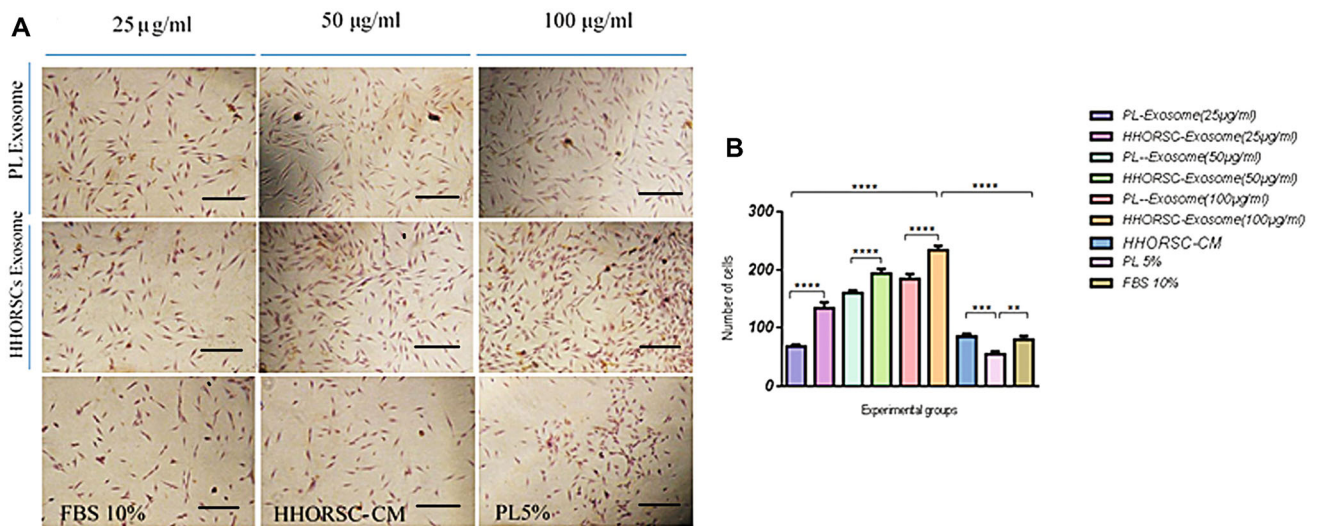 A
25 µg/ml
50 µg/ml
100 µg/ml
PL Exosome
HHORSCs Exosome
FBS 10%
HHORSC-CM
PL5%
B
300
200
100
0
Number of cells
Experimental groups
****
****
****
****
****
***
**
PL-Exosome(25µg/ml)
HHORSC-Exosome(25µg/ml)
PL--Exosome(50µg/ml)
HHORSC-Exosome(50µg/ml)
PL--Exosome(100µg/ml)
HHORSC-Exosome(100µg/ml)
HHORSC-CM
PL 5%
FBS 10%